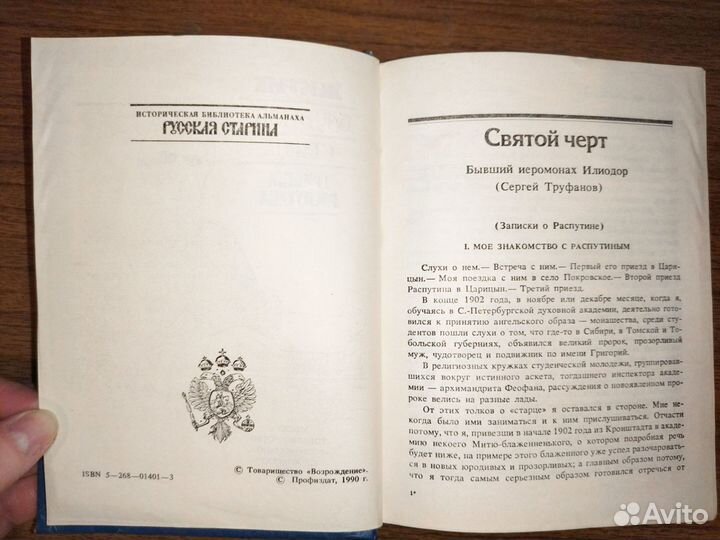 ИСТОРИЧЕСКАЯ БИБЛИОТЕКА АЛЬМАНАХА
РУССКАЯ СТАРИНА
ISBN 5—268—01401—3
© Товарищество «Возрождение».
© Профиздат, 1990 г.
Святой черт
Бывший иеромонах Илиодор
(Сергей Труфанов)
(Записки о Распутине)
I. МОЕ ЗНАКОМСТВО С РАСПУТИНЫМ
Слухи о нем.— Встреча с ним.— Первый его приезд в Цари-
цын.— Моя поездка с ним в село Покровское.— Второй приезд
Распутина в Царицын.— Третий приезд.
В конце 1902 года, в ноябре или декабре месяце, когда я,
обучаясь в С.-Петербургской духовной академии, деятельно гото-
вился к принятию ангельского образа — монашества, среди сту-
дентов пошли слухи о том, что где-то в Сибири, в Томской и То-
больской губерниях, объявился великий пророк, прозорливый
муж, чудотворец и подвижник по имени Григорий.
В религиозных кружках студенческой молодежи, группировав-
шихся вокруг истинного аскета, тогдашнего инспектора акаде-
мии — архимандрита Феофана, рассуждения о новоявленном про-
роке велись на разные лады.
От этих толков о «старце» я оставался в стороне. Мне не-
когда было ими заниматься и к ним прислушиваться. Отчасти
потому, что я, привезши в начале 1902 года из Кронштадта в ака-
демию некоего Митю-блаженненького, о котором подробная речь
будет ниже, на примере этого блаженного уже успел разочаровать-
ся в новых юродивых и прозорливых; а главным образом потому,
что я тогда самым серьезным образом готовился отречься от
1*
Avito